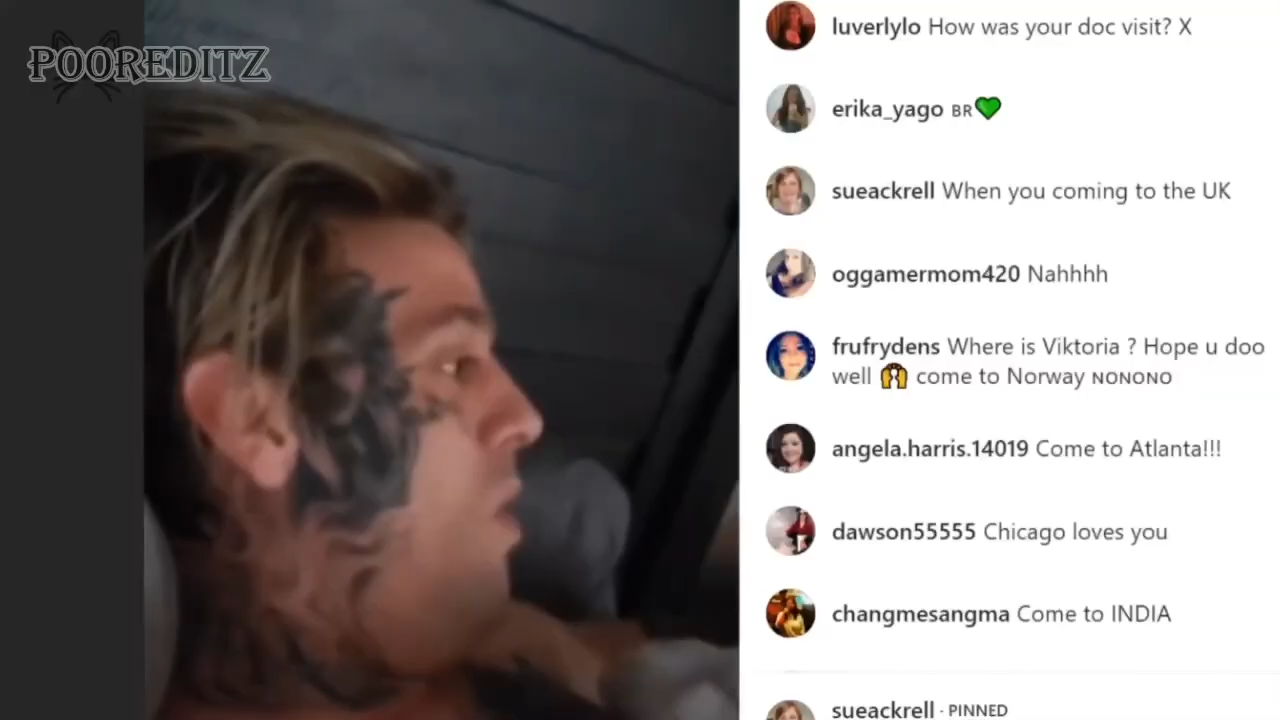 POOREDITZ
luverlylo How was your doc visit? X
erika_yago BR💚
sueackrell When you coming to the UK
oggamermom420 Nahhhh
frufrydens Where is Viktoria ? Hope u doo
well 🙌 come to Norway NONONO
angela.harris.14019 Come to Atlanta!!!
dawson55555 Chicago loves you
changmesangma Come to INDIA
sueackrell · PINNED